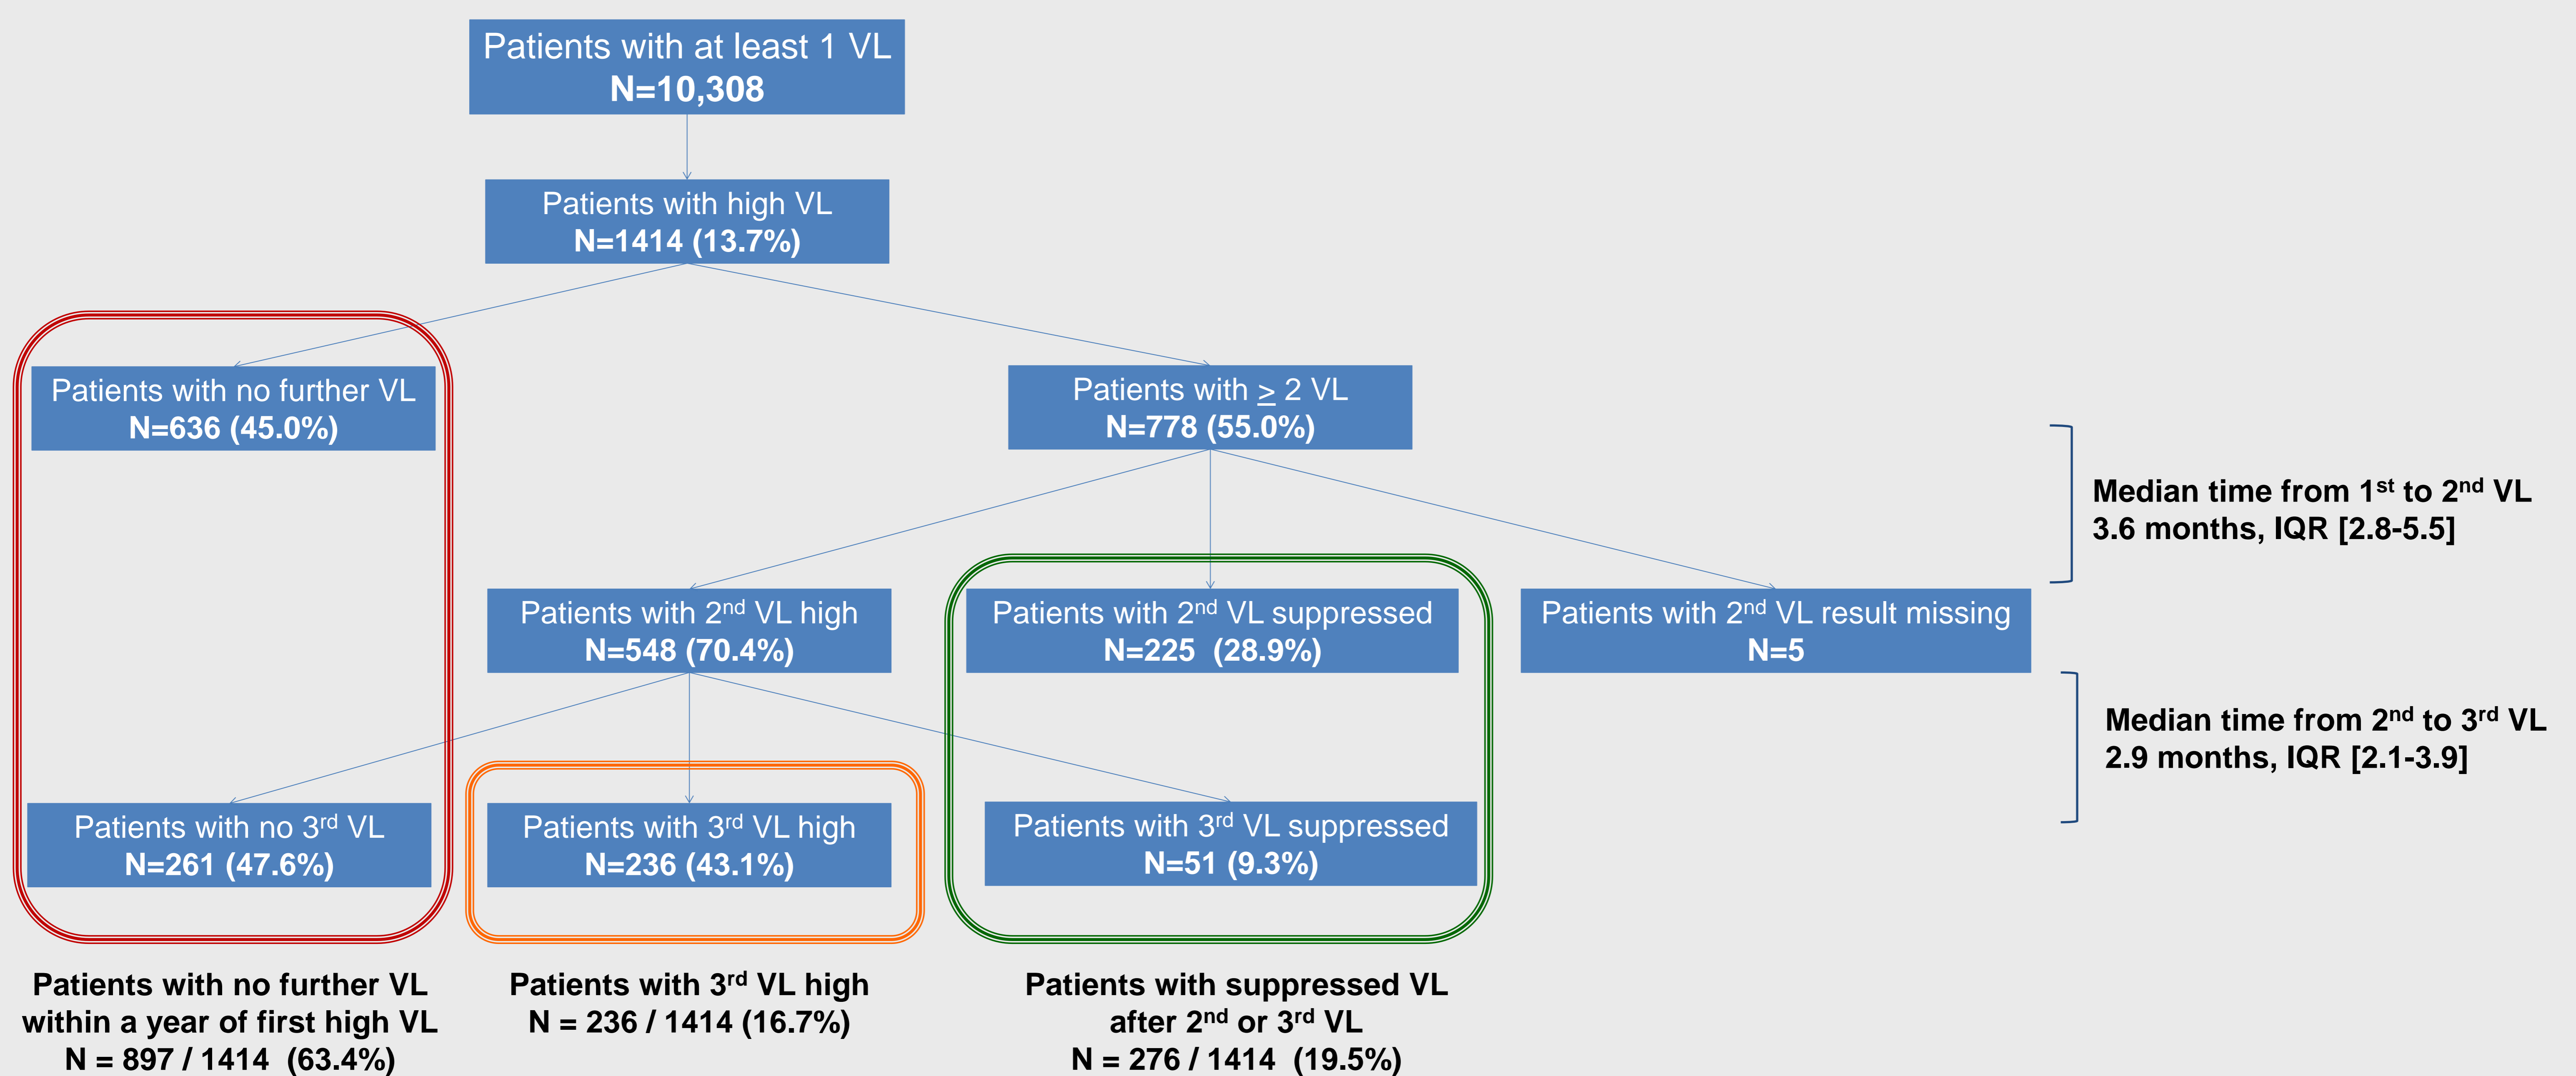 Patients with at least 1 VL
N=10,308
Patients with high VL
N=1414 (13.7%)
Patients with no further VL
N=636 (45.0%)
Patients with ≥ 2 VL
N=778 (55.0%)
Median time from 1st to 2nd VL
3.6 months, IQR [2.8-5.5]
Patients with 2nd VL high
N=548 (70.4%)
Patients with 2nd VL suppressed
N=225 (28.9%)
Patients with 2nd VL result missing
N=5
Median time from 2nd to 3rd VL
2.9 months, IQR [2.1-3.9]
Patients with no 3rd VL
N=261 (47.6%)
Patients with 3rd VL high
N=236 (43.1%)
Patients with 3rd VL suppressed
N=51 (9.3%)
Patients with no further VL
within a year of first high VL
N = 897 / 1414 (63.4%)
Patients with 3rd VL high
N = 236 / 1414 (16.7%)
Patients with suppressed VL
after 2nd or 3rd VL
N = 276 / 1414 (19.5%)